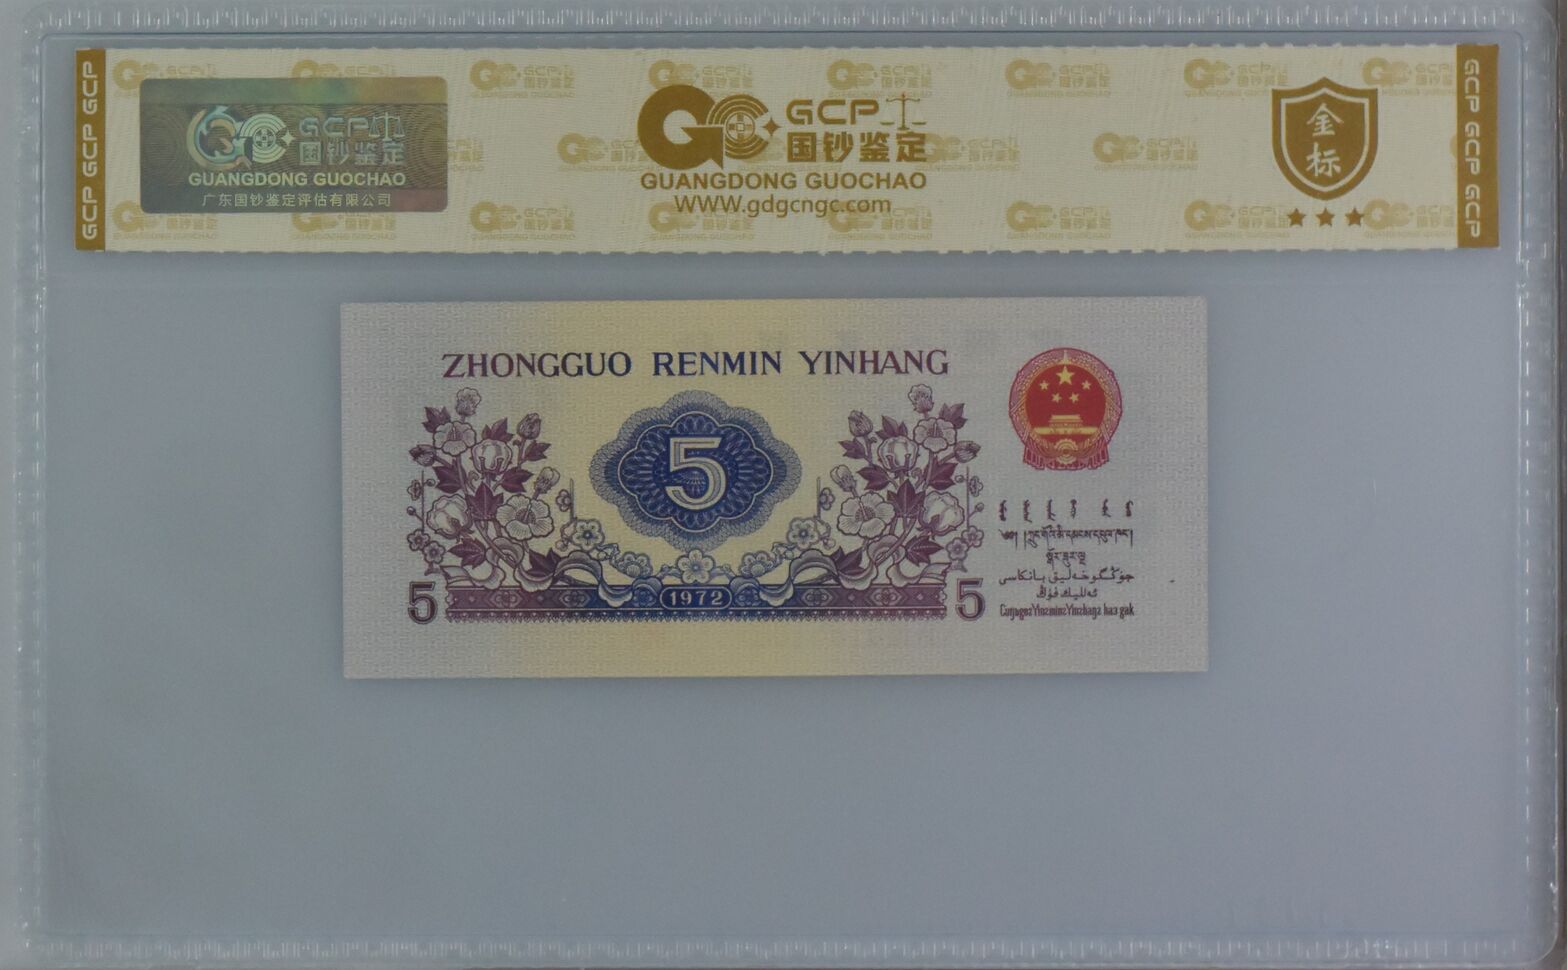 GCP GCP GCP
GCP
国钞鉴定
GUANGDONG GUOCHAO
广东国钞鉴定评估有限公司
GCP
国钞鉴定
GUANGDONG GUOCHAO
WWW.gdgcngc.com
金标
GCP GCP GCP
ZHONGGUO RENMIN YINHANG
5
5
1972
5
جۇڭگوخەلىق بانكاسى